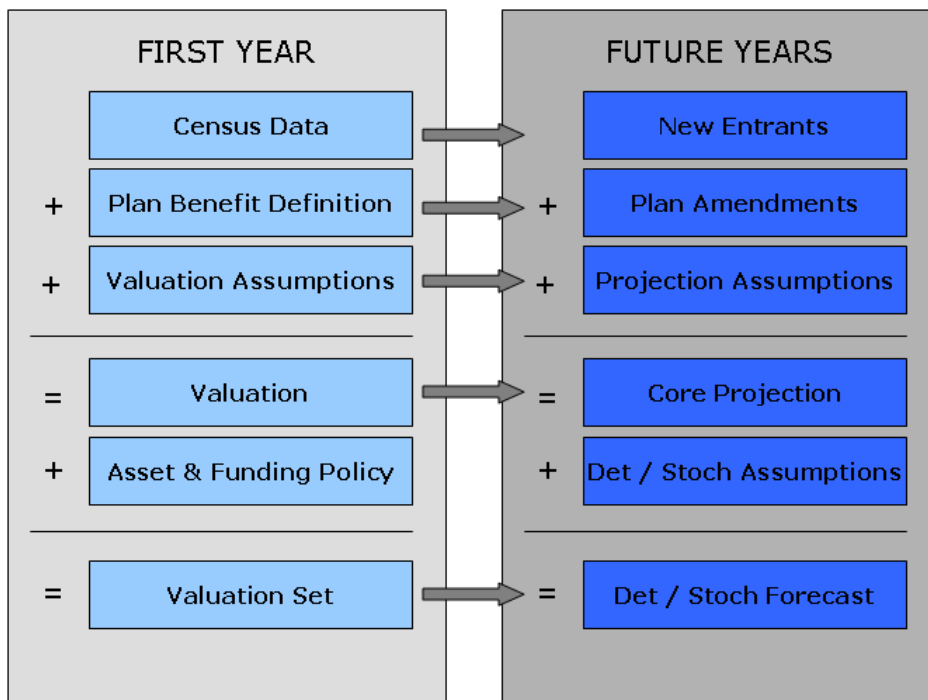 FIRST YEAR
Census Data
+ Plan Benefit Definition
+ Valuation Assumptions
= Valuation
+ Asset & Funding Policy
= Valuation Set
FUTURE YEARS
New Entrants
+ Plan Amendments
+ Projection Assumptions
= Core Projection
+ Det / Stoch Assumptions
= Det / Stoch Forecast